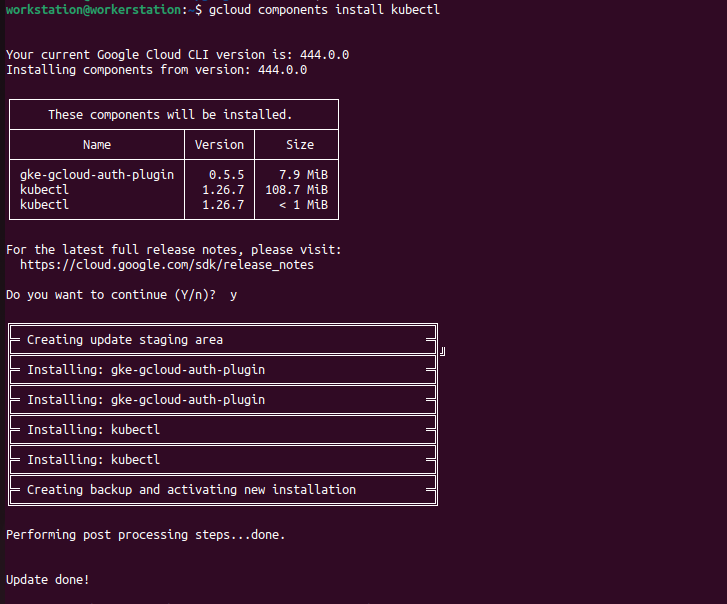 workstation@workerstation:~$ gcloud components install kubectl
Your current Google Cloud CLI version is: 444.0.0
Installing components from version: 444.0.0
These components will be installed.
Name Version Size
gke-gcloud-auth-plugin 0.5.5 7.9 MiB
kubectl 1.26.7 108.7 MiB
kubectl 1.26.7 < 1 MiB
For the latest full release notes, please visit:
https://cloud.google.com/sdk/release_notes
Do you want to continue (Y/n)? y
Creating update staging area
Installing: gke-gcloud-auth-plugin
Installing: gke-gcloud-auth-plugin
Installing: kubectl
Installing: kubectl
Creating backup and activating new installation
Performing post processing steps...done.
Update done!